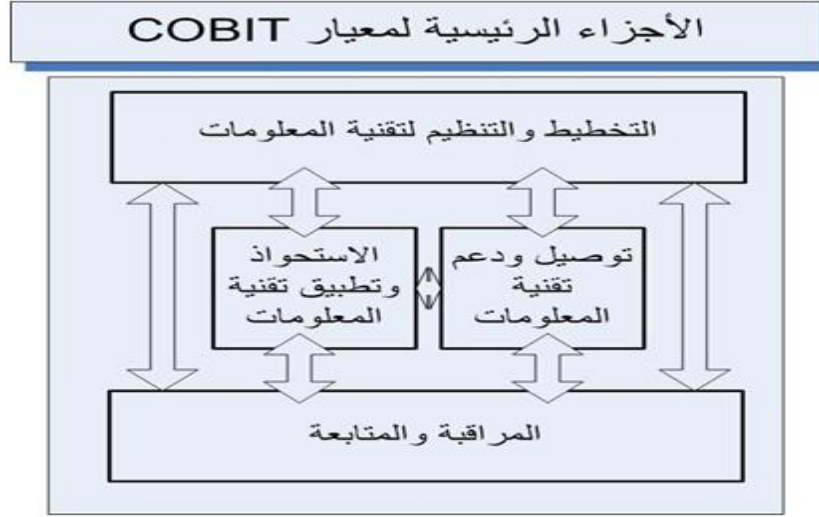 الأجزاء الرئيسية لمعيار COBIT
التخطيط والتنظيم لتقنية المعلومات
توصيل ودعم
تقنية
المعلومات
الاستحواذ
وتطبيق تقنية
المعلومات
المراقبة والمتابعة